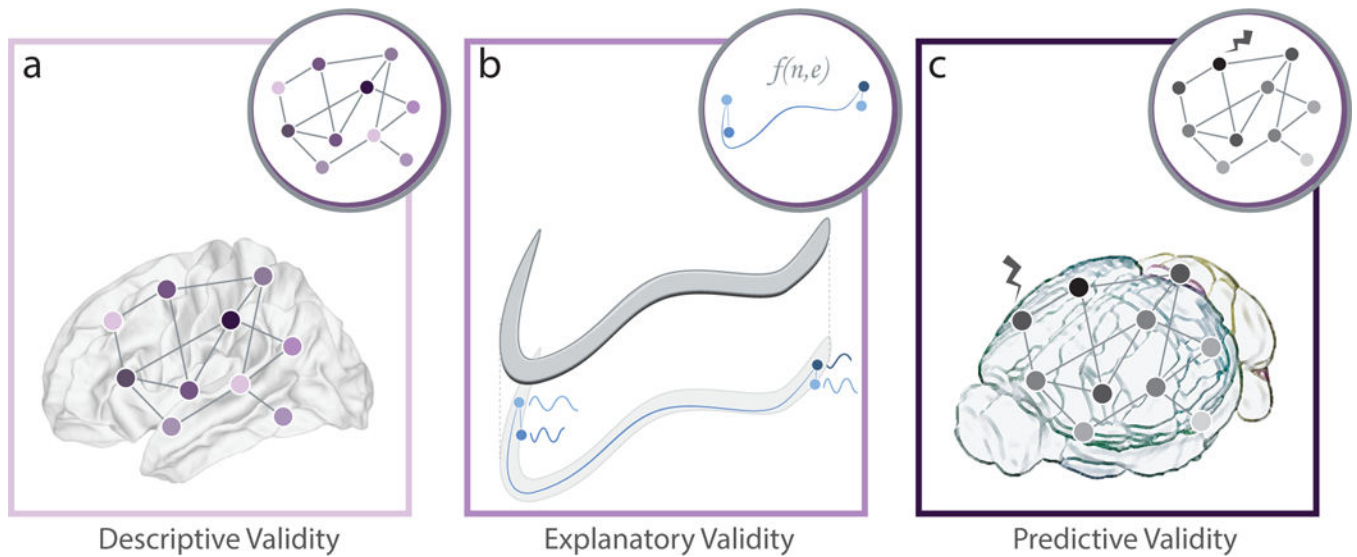 a
b
c
f(n,e)
Descriptive Validity
Explanatory Validity
Predictive Validity